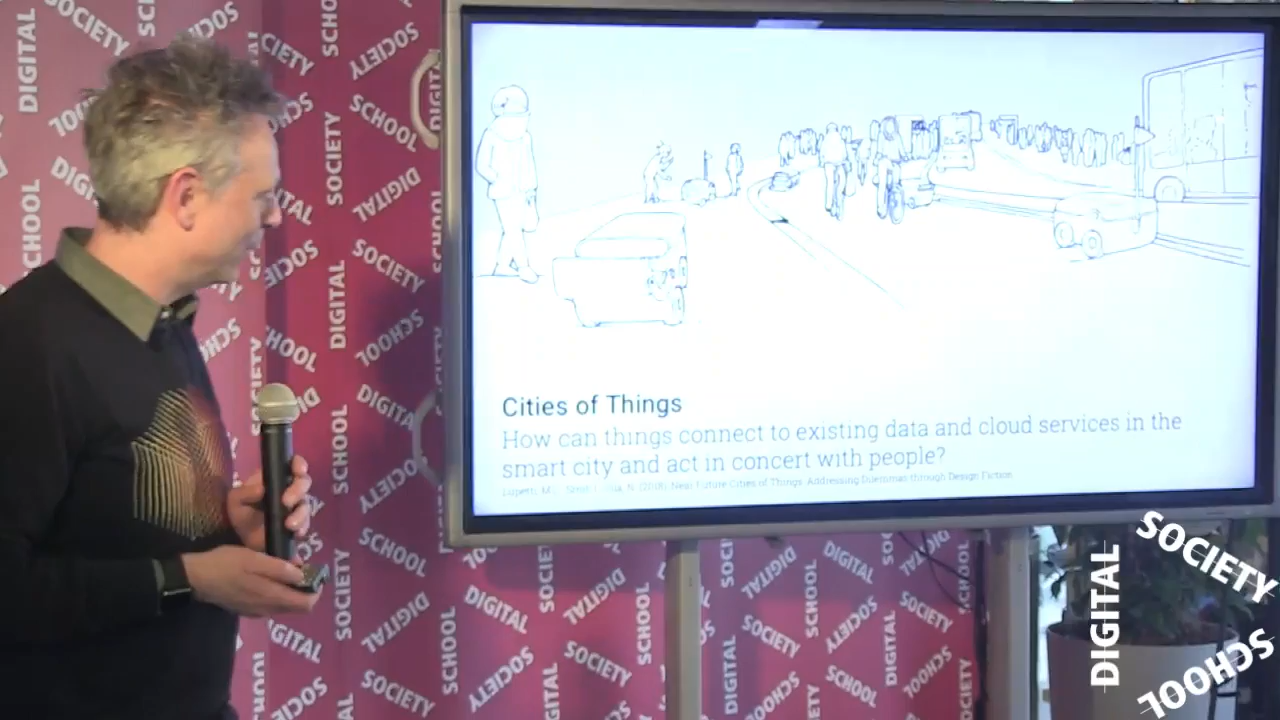 Cities of Things
How can things connect to existing data and cloud services in the
smart city and act in concert with people?
(2018) Near Future Cities of Things. Addressing Dilemmas through Design Fiction.
DIGITAL
SOCIETY
SCHOOL